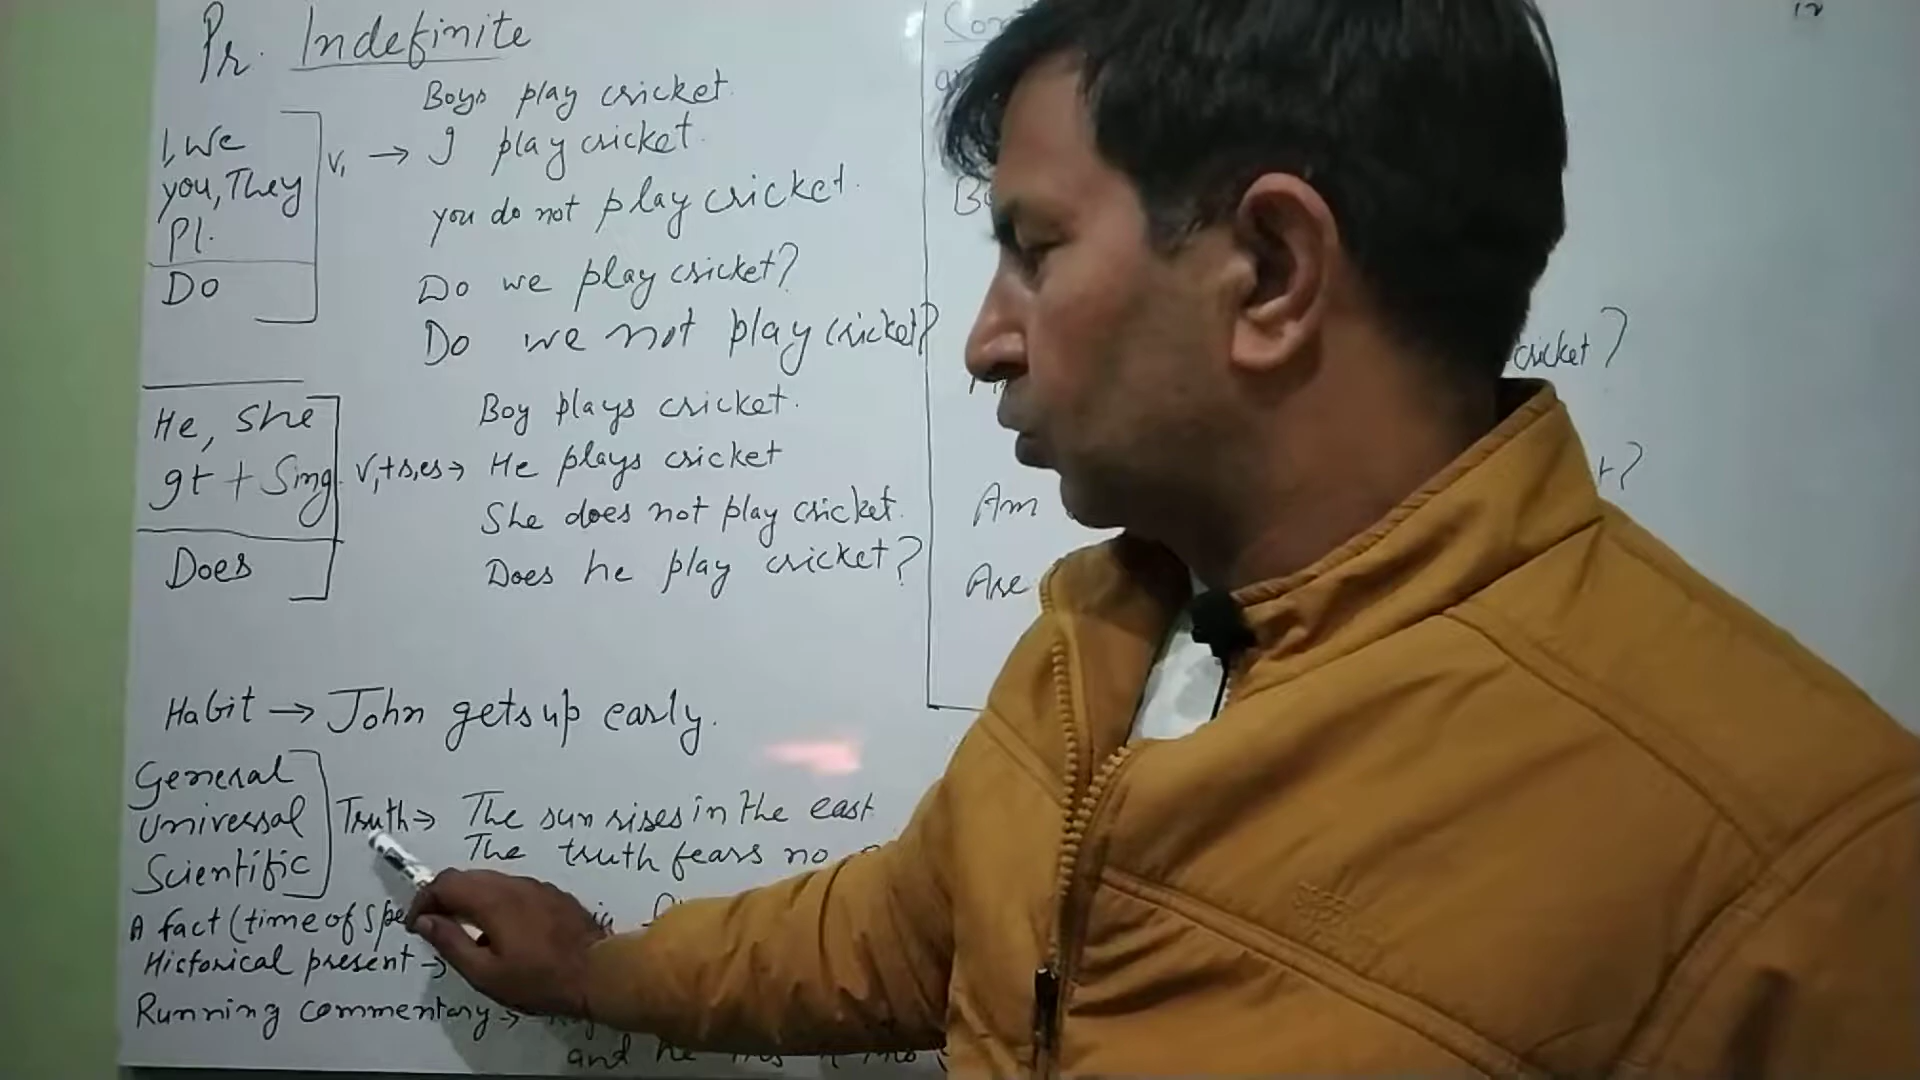 Pr. Indefinite
Boys play cricket.
I, We
you, They
Pl.
Do
V1 → I play cricket.
you do not play cricket.
Do we play cricket?
Do we not play cricket?
He, She
It + Sing.
Does
V1+s,es →
Boy plays cricket.
He plays cricket
She does not play cricket.
Does he play cricket?
Habit → John gets up early.
General
Universal
Scientific
Truth →
The sun rises in the east
The truth fears no
A fact (time of
Historical present →
Running commentary →
and he
Am
Are
cricket?